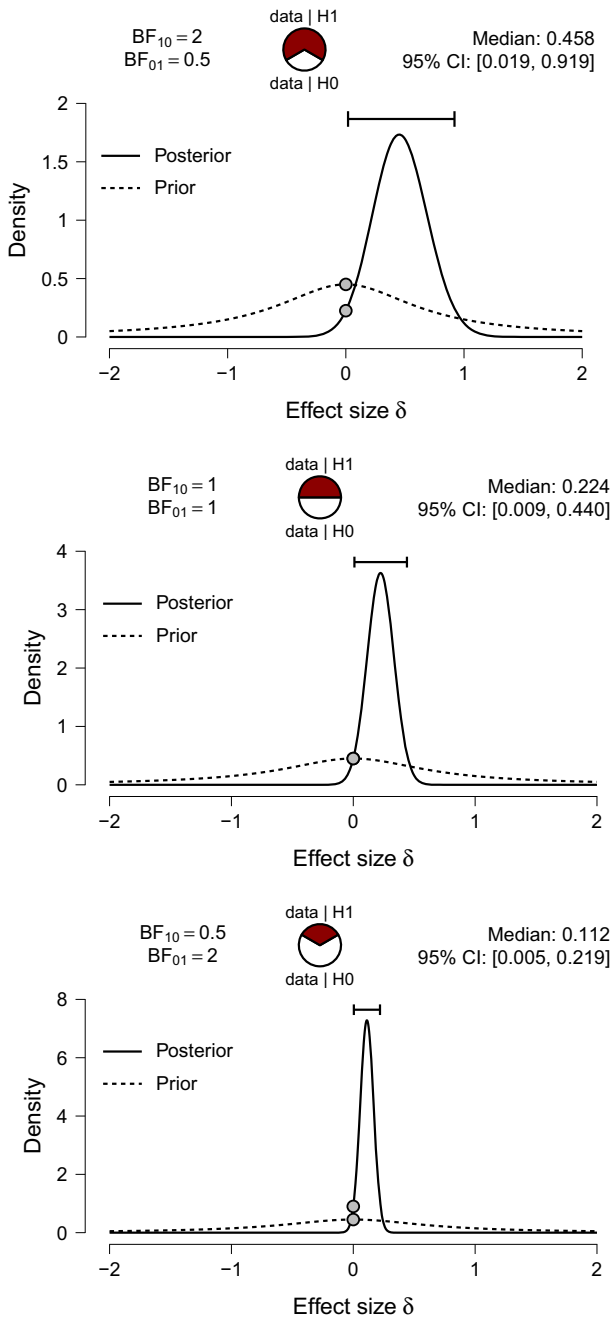 data | H1
BF₁₀ = 2
BF₀₁ = 0.5
data | H0
Median: 0.458
95% CI: [0.019, 0.919]
2
1.5
1
0.5
0
Density
Posterior
Prior
−2 −1 0 1 2
Effect size δ
data | H1
BF₁₀ = 1
BF₀₁ = 1
data | H0
Median: 0.224
95% CI: [0.009, 0.440]
4
3
2
1
0
Density
Posterior
Prior
−2 −1 0 1 2
Effect size δ
data | H1
BF₁₀ = 0.5
BF₀₁ = 2
data | H0
Median: 0.112
95% CI: [0.005, 0.219]
8
6
4
2
0
Density
Posterior
Prior
−2 −1 0 1 2
Effect size δ